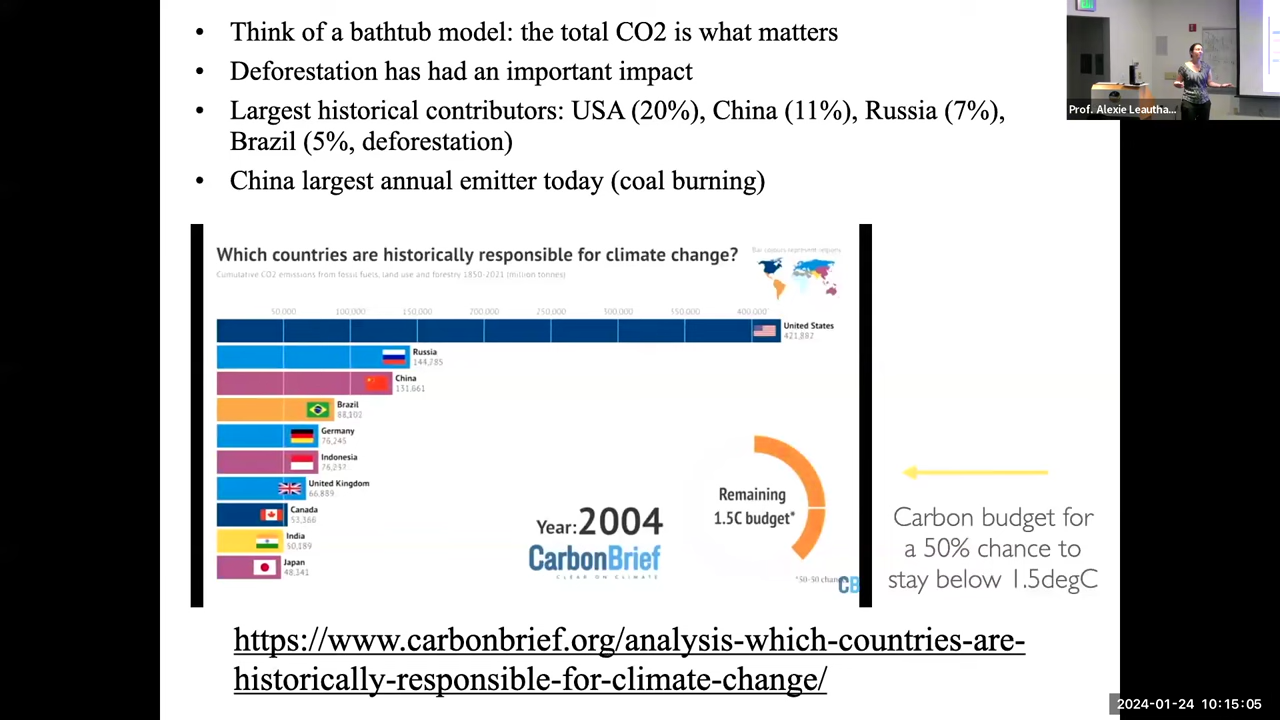 • Think of a bathtub model: the total CO2 is what matters
• Deforestation has had an important impact
• Largest historical contributors: USA (20%), China (11%), Russia (7%),
Brazil (5%, deforestation)
• China largest annual emitter today (coal burning)
Prof. Alexie Leautha...
Which countries are historically responsible for climate change?
Cumulative CO2 emissions from fossil fuels, land use and forestry 1850-2021 (million tonnes)
50,000 100,000 150,000 200,000 250,000 300,000 350,000 400,000
United States
421,882
Russia
144,785
China
131,661
Brazil
88,102
Germany
76,245
Indonesia
76,237
United Kingdom
66,889
Canada
53,366
India
50,189
Japan
48,341
Remaining
1.5C budget*
Year: 2004
CarbonBrief
CLEAR ON CLIMATE
*50-50 chanc
CB
Carbon budget for
a 50% chance to
stay below 1.5degC
https://www.carbonbrief.org/analysis-which-countries-are-
historically-responsible-for-climate-change/
2024-01-24 10:15:05